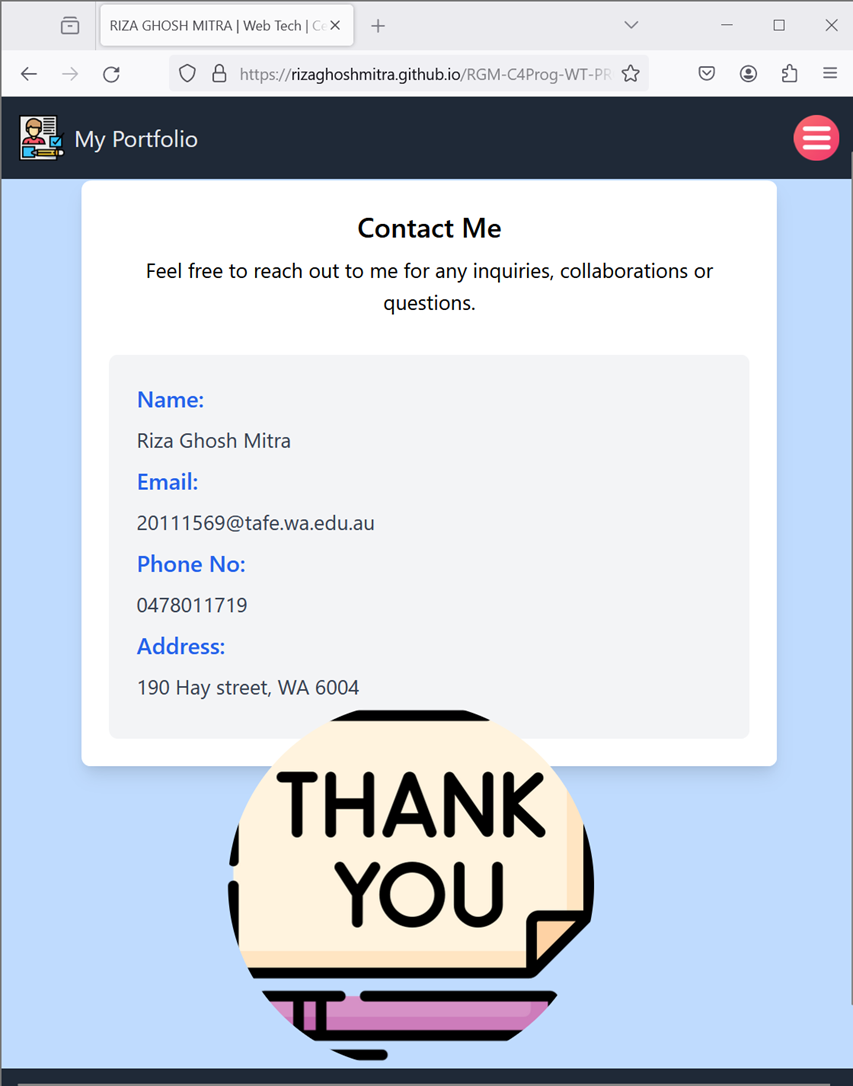 RIZA GHOSH MITRA | Web Tech | Ce
https://rizaghoshmitra.github.io/RGM-C4Prog-WT-PR
My Portfolio
Contact Me
Feel free to reach out to me for any inquiries, collaborations or
questions.
Name:
Riza Ghosh Mitra
Email:
20111569@tafe.wa.edu.au
Phone No:
0478011719
Address:
190 Hay street, WA 6004
THANK
YOU